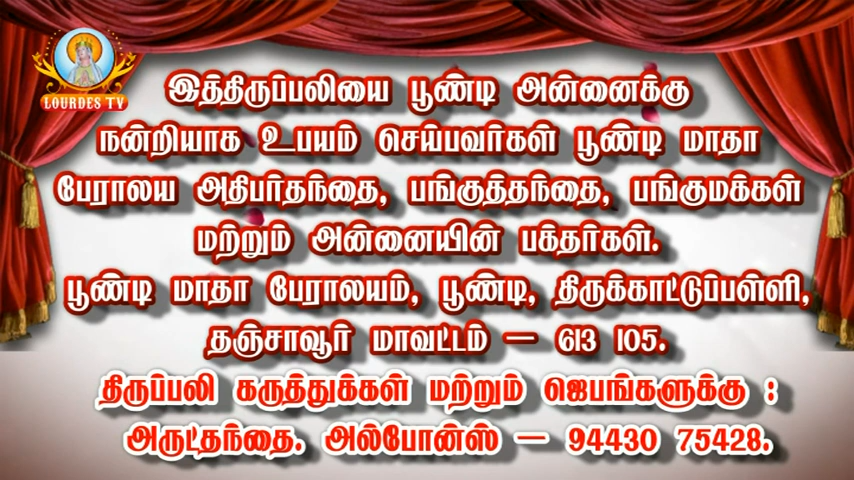 LOURDES TV
இத்திருப்பலியை பூண்டி அன்னைக்கு
நன்றியாக உபயம் செய்பவர்கள் பூண்டி மாதா
பேராலய அதிபர்தந்தை, பங்குத்தந்தை, பங்குமக்கள்
மற்றும் அன்னையின் பக்தர்கள்.
பூண்டி மாதா பேராலயம், பூண்டி, திருக்காட்டுப்பள்ளி,
தஞ்சாவூர் மாவட்டம் – 613 105.
திருப்பலி கருத்துக்கள் மற்றும் ஜெபங்களுக்கு :
அருட்தந்தை. அல்போன்ஸ் – 94430 75428.